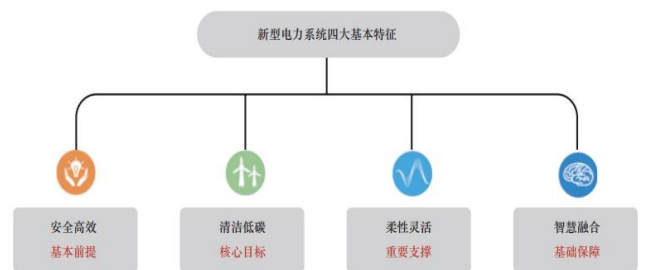 新型电力系统四大基本特征
安全高效
基本前提
清洁低碳
核心目标
柔性灵活
重要支撑
智慧融合
基础保障